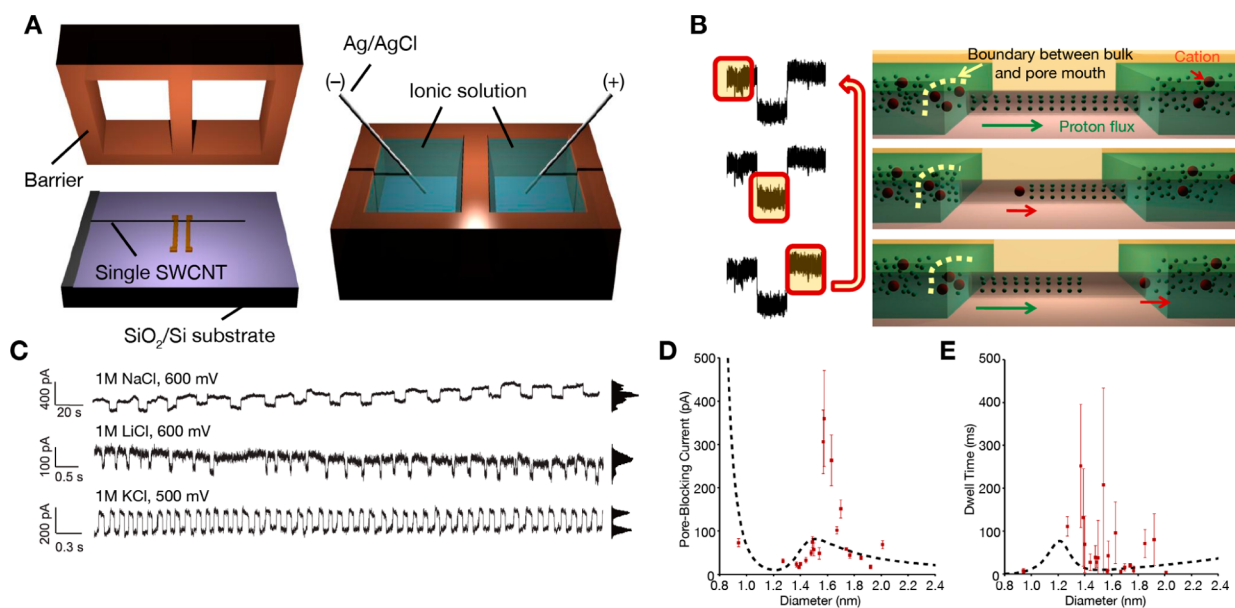 A
Ag/AgCl
(–)
Ionic solution
(+)
Barrier
Single SWCNT
SiO₂/Si substrate
B
Boundary between bulk
and pore mouth
Cation
Proton flux
C
1M NaCl, 600 mV
400 pA
20 s
1M LiCl, 600 mV
100 pA
0.5 s
1M KCl, 500 mV
200 pA
0.3 s
D
Pore-Blocking Current (pA)
500
400
300
200
100
0
0.8 1.0 1.2 1.4 1.6 1.8 2.0 2.2 2.4
Diameter (nm)
E
Dwell Time (ms)
500
400
300
200
100
0
0.8 1.0 1.2 1.4 1.6 1.8 2.0 2.2 2.4
Diameter (nm)